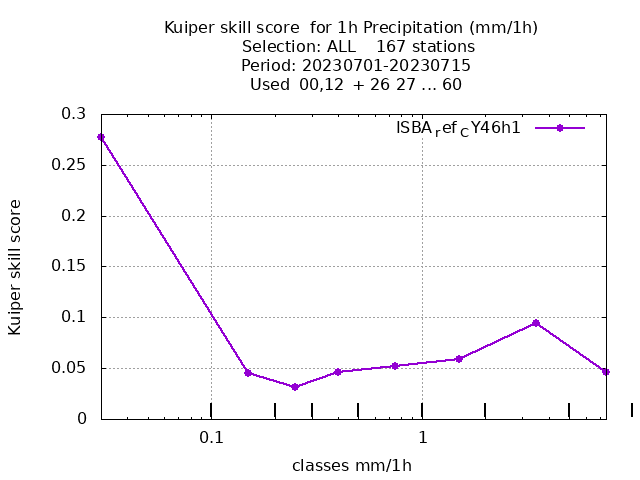 Kuiper skill score  for 1h Precipitation (mm/1h)
Selection: ALL    167 stations
Period: 20230701-20230715
Used  00,12  + 26 27 ... 60
ISBA_ref_CY46h1
0.3
0.25
0.2
0.15
0.1
0.05
0
Kuiper skill score
0.1
1
classes mm/1h